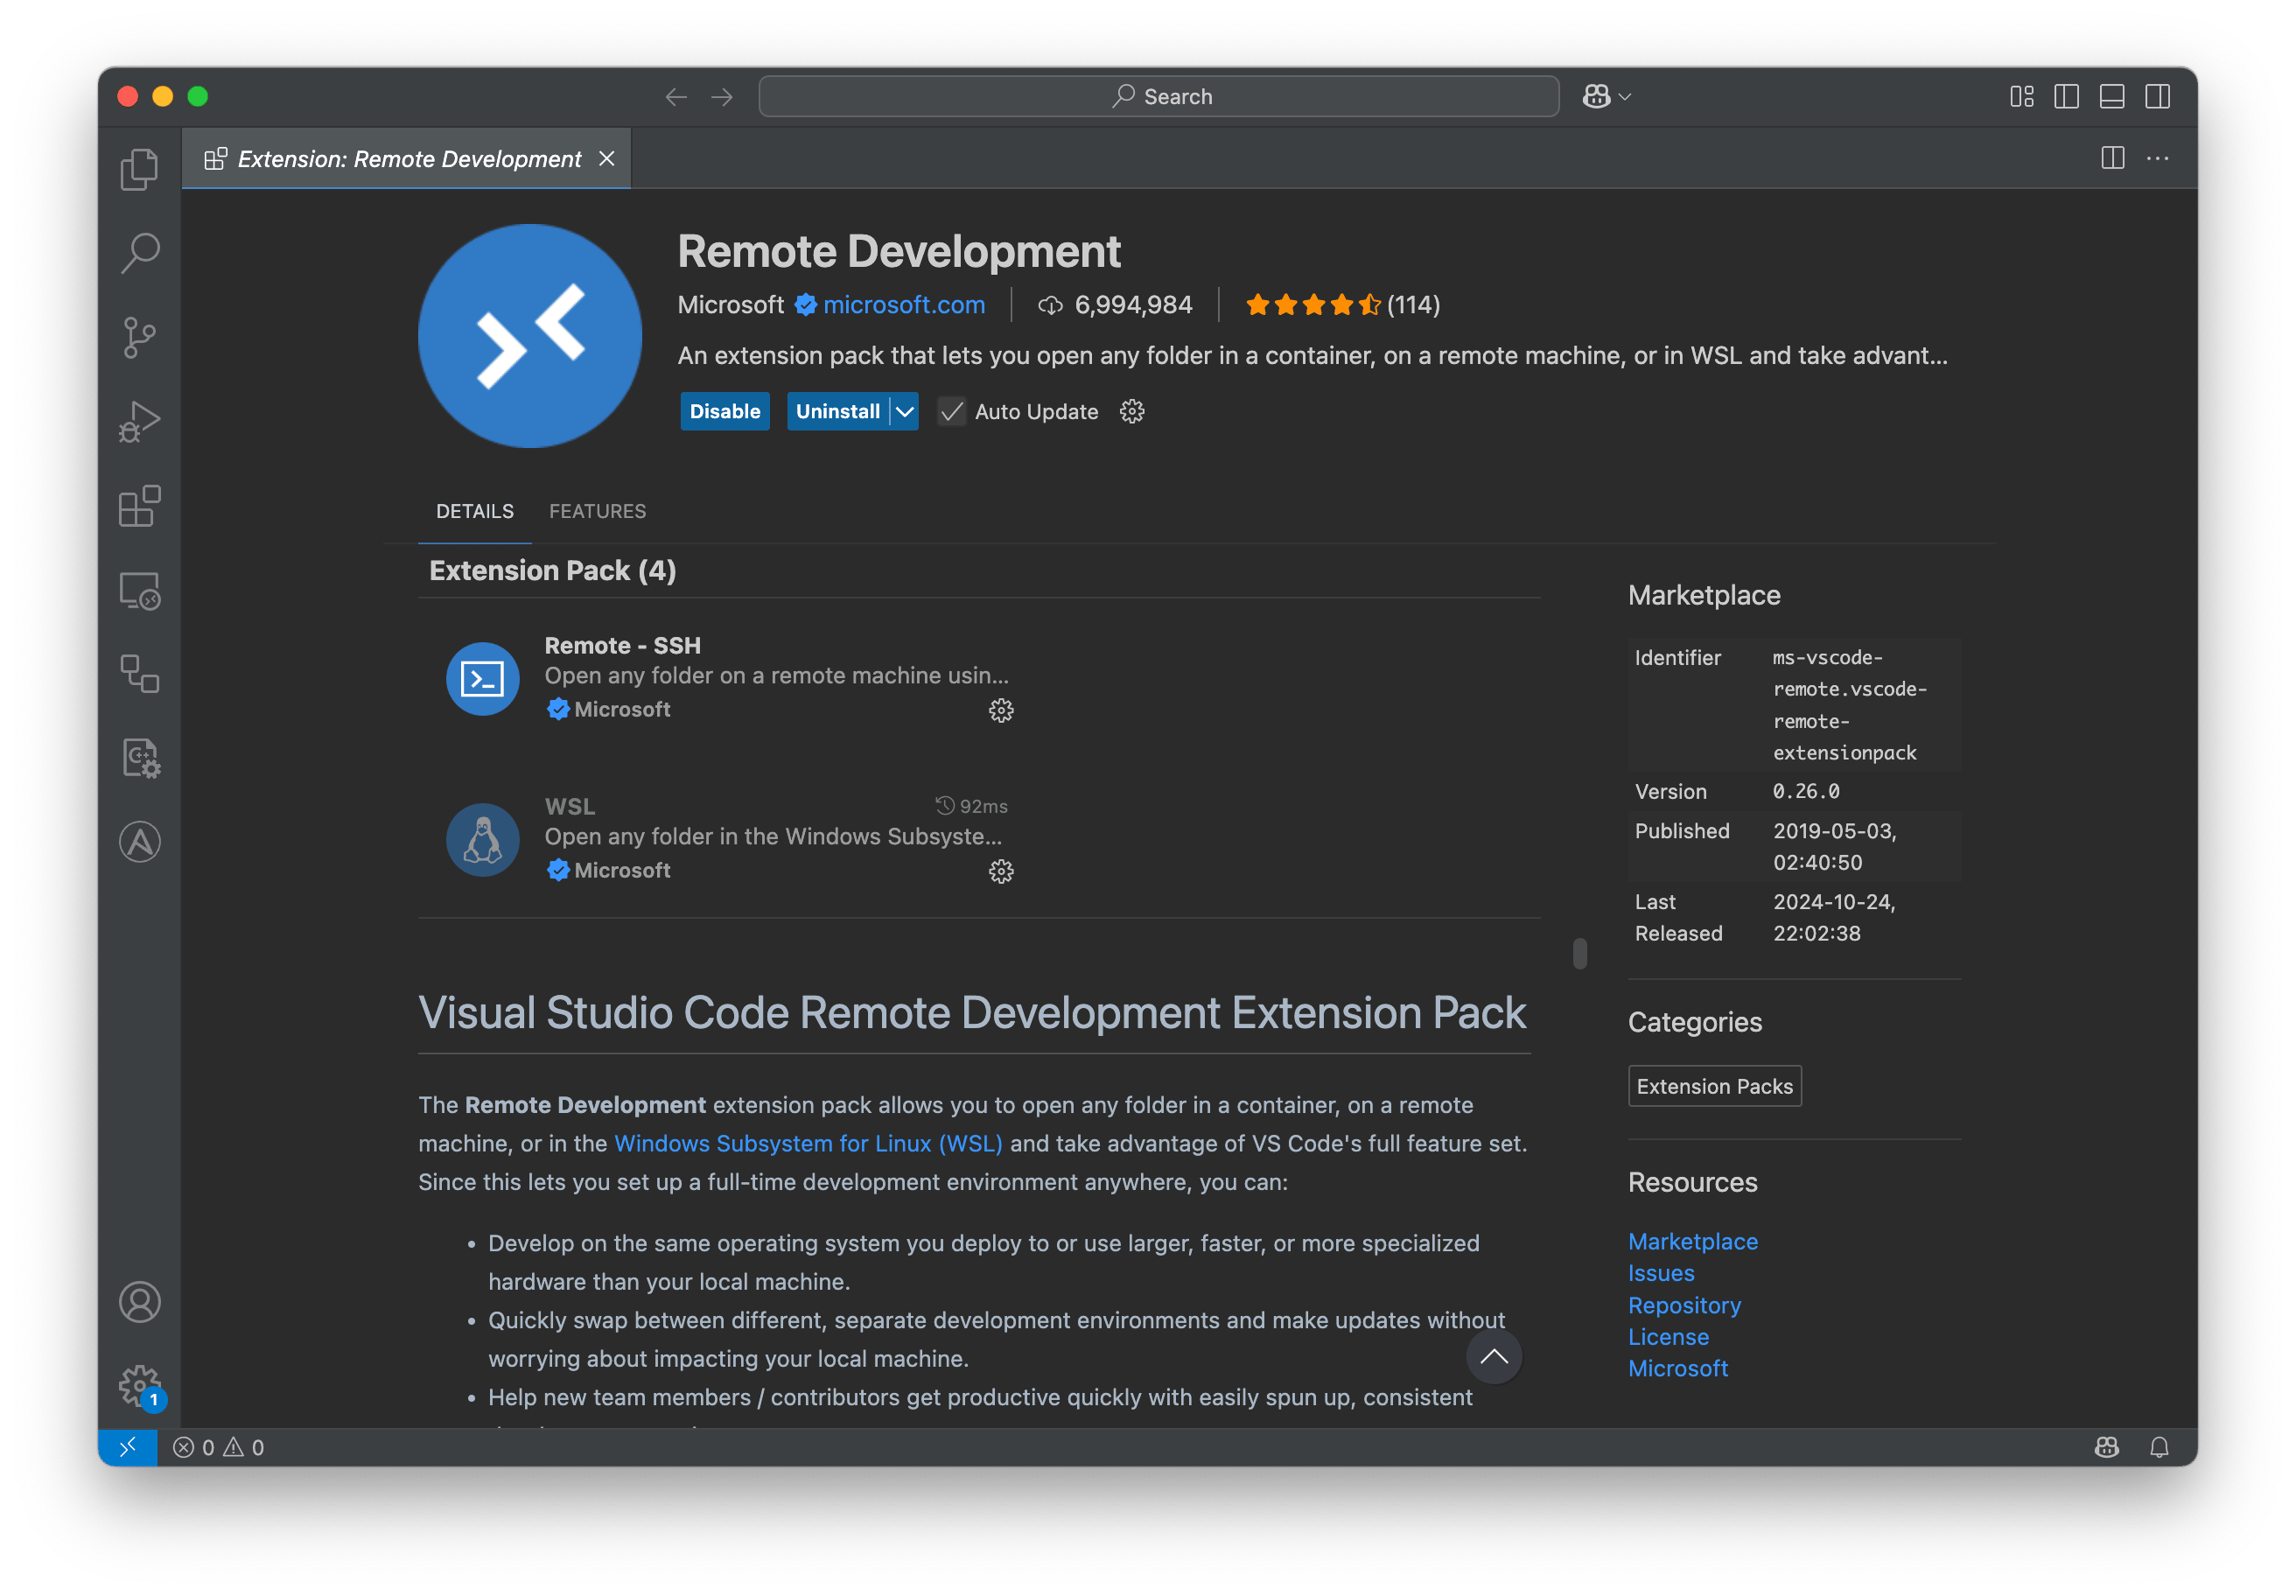 Search
Extension: Remote Development
Remote Development
Microsoft microsoft.com 6,994,984 (114)
An extension pack that lets you open any folder in a container, on a remote machine, or in WSL and take advant...
Disable Uninstall Auto Update
DETAILS FEATURES
Extension Pack (4)
Remote - SSH
Open any folder on a remote machine usin...
Microsoft
WSL 92ms
Open any folder in the Windows Subsyste...
Microsoft
Visual Studio Code Remote Development Extension Pack
The Remote Development extension pack allows you to open any folder in a container, on a remote
machine, or in the Windows Subsystem for Linux (WSL) and take advantage of VS Code's full feature set.
Since this lets you set up a full-time development environment anywhere, you can:
• Develop on the same operating system you deploy to or use larger, faster, or more specialized
hardware than your local machine.
• Quickly swap between different, separate development environments and make updates without
worrying about impacting your local machine.
• Help new team members / contributors get productive quickly with easily spun up, consistent
Marketplace
Identifier ms-vscode-
remote.vscode-
remote-
extensionpack
Version 0.26.0
Published 2019-05-03,
02:40:50
Last 2024-10-24,
Released 22:02:38
Categories
Extension Packs
Resources
Marketplace
Issues
Repository
License
Microsoft
C++
1
0 0